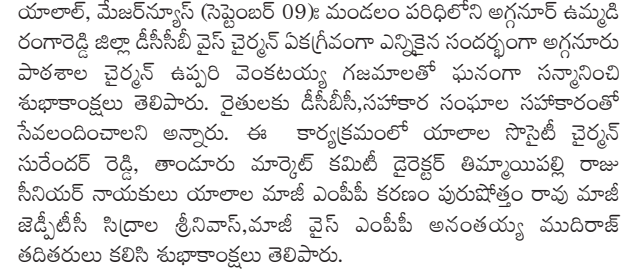 యాలాల్, మేజర్‌న్యూస్ (సెప్టెంబర్ 09): మండలం పరిధిలోని అగ్గనూర్ ఉమ్మడి
రంగారెడ్డి జిల్లా డీసీసీబీ వైస్ చైర్మన్ ఏకగ్రీవంగా ఎన్నికైన సందర్భంగా అగ్గనూరు
పాఠశాల చైర్మన్ ఉప్పరి వెంకటయ్య గజమాలతో ఘనంగా సన్మానించి
శుభాకాంక్షలు తెలిపారు. రైతులకు డీసీబీసీ,సహకార సంఘాల సహాకారంతో
సేవలందించాలని అన్నారు. ఈ కార్యక్రమంలో యాలాల సొసైటీ చైర్మన్
సురేందర్ రెడ్డి, తాండూరు మార్కెట్ కమిటీ డైరెక్టర్ తిమ్మాయిపల్లి రాజు
సీనియర్ నాయకులు యాలాల మాజీ ఎంపీపీ కరణం పురుషోత్తం రావు మాజీ
జెడ్పీటీసీ సిద్రాల శ్రీనివాస్,మాజీ వైస్ ఎంపీపీ అనంతయ్య ముదిరాజ్
తదితరులు కలిసి శుభాకాంక్షలు తెలిపారు.